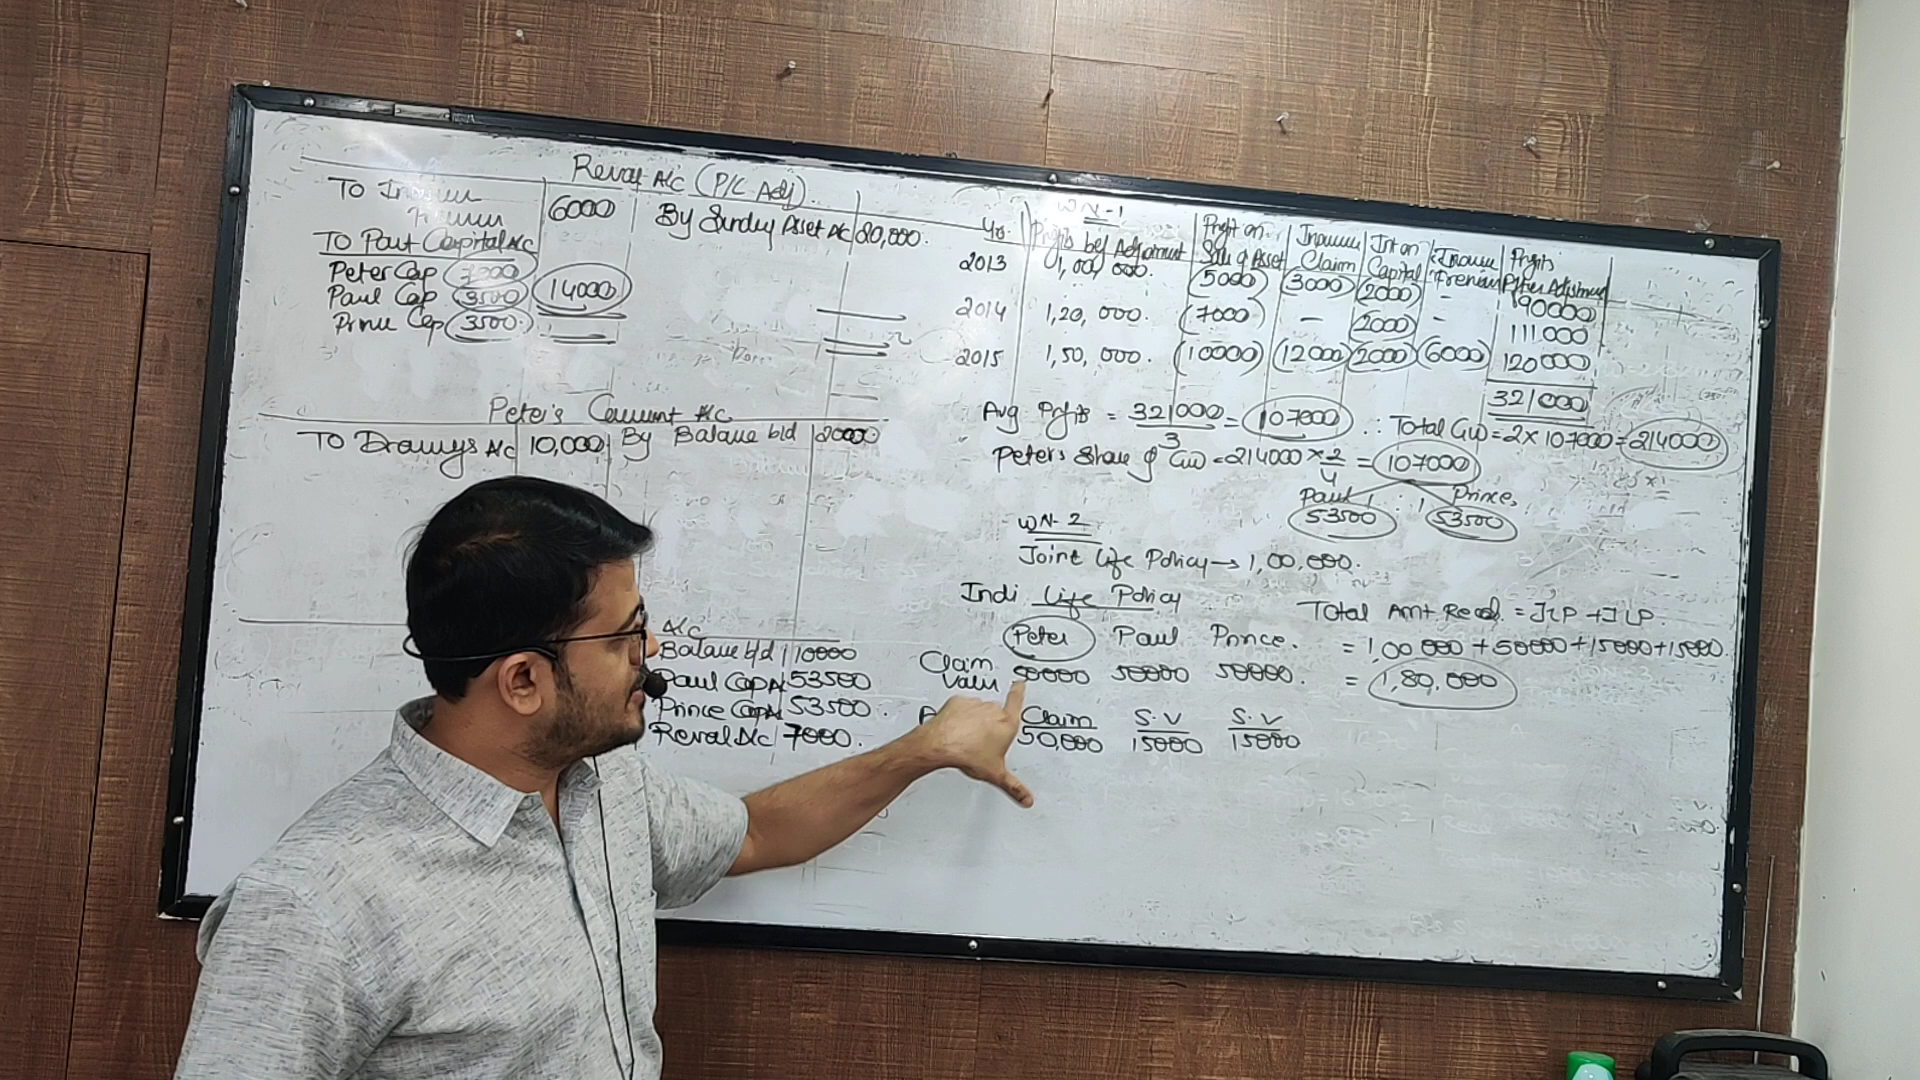 Reval A/c (P/L Adj)
To Insurance Premium 6000 By Sundry Asset A/c 20,000.
To Part Capital A/c
Peter Cap 7000
Paul Cap 3500 14000
Prince Cap 3500
Peter's Current A/c
To Drawings A/c 10,000 By Balance b/d 20000
A/c
Balance b/d 10000
Paul Cap A/c 53500
Prince Cap A/c 53500.
Reval A/c 7000.
WN-1
Yr. Profits bef Adjustment Profit on Sale of Asset Insurance Claim Int on Capital Insurance Premium Profits After Adjustment
2013 1,00,000. (5000) (3000) (2000) - 90000
2014 1,20,000. (7000) - (2000) - 111000
2015 1,50,000. (10000) (12000) (2000) (6000) 120000
321000
Avg Profits = 321000/3 = 107000 ∴ Total GW = 2 × 107000 = 214000
Peter's Share of GW = 214000 × 2/4 = 107000
Paul Prince
53500 53500
WN-2
Joint Life Policy → 1,00,000.
Indi Life Policy
Peter Paul Prince.
Claim Value 50000 50000 50000.
Claim S.V S.V
50,000 15000 15000
Total Amt Recd. = JLP + ILP.
= 1,00,000 + 50000 + 15000 + 15000.
= 1,80,000